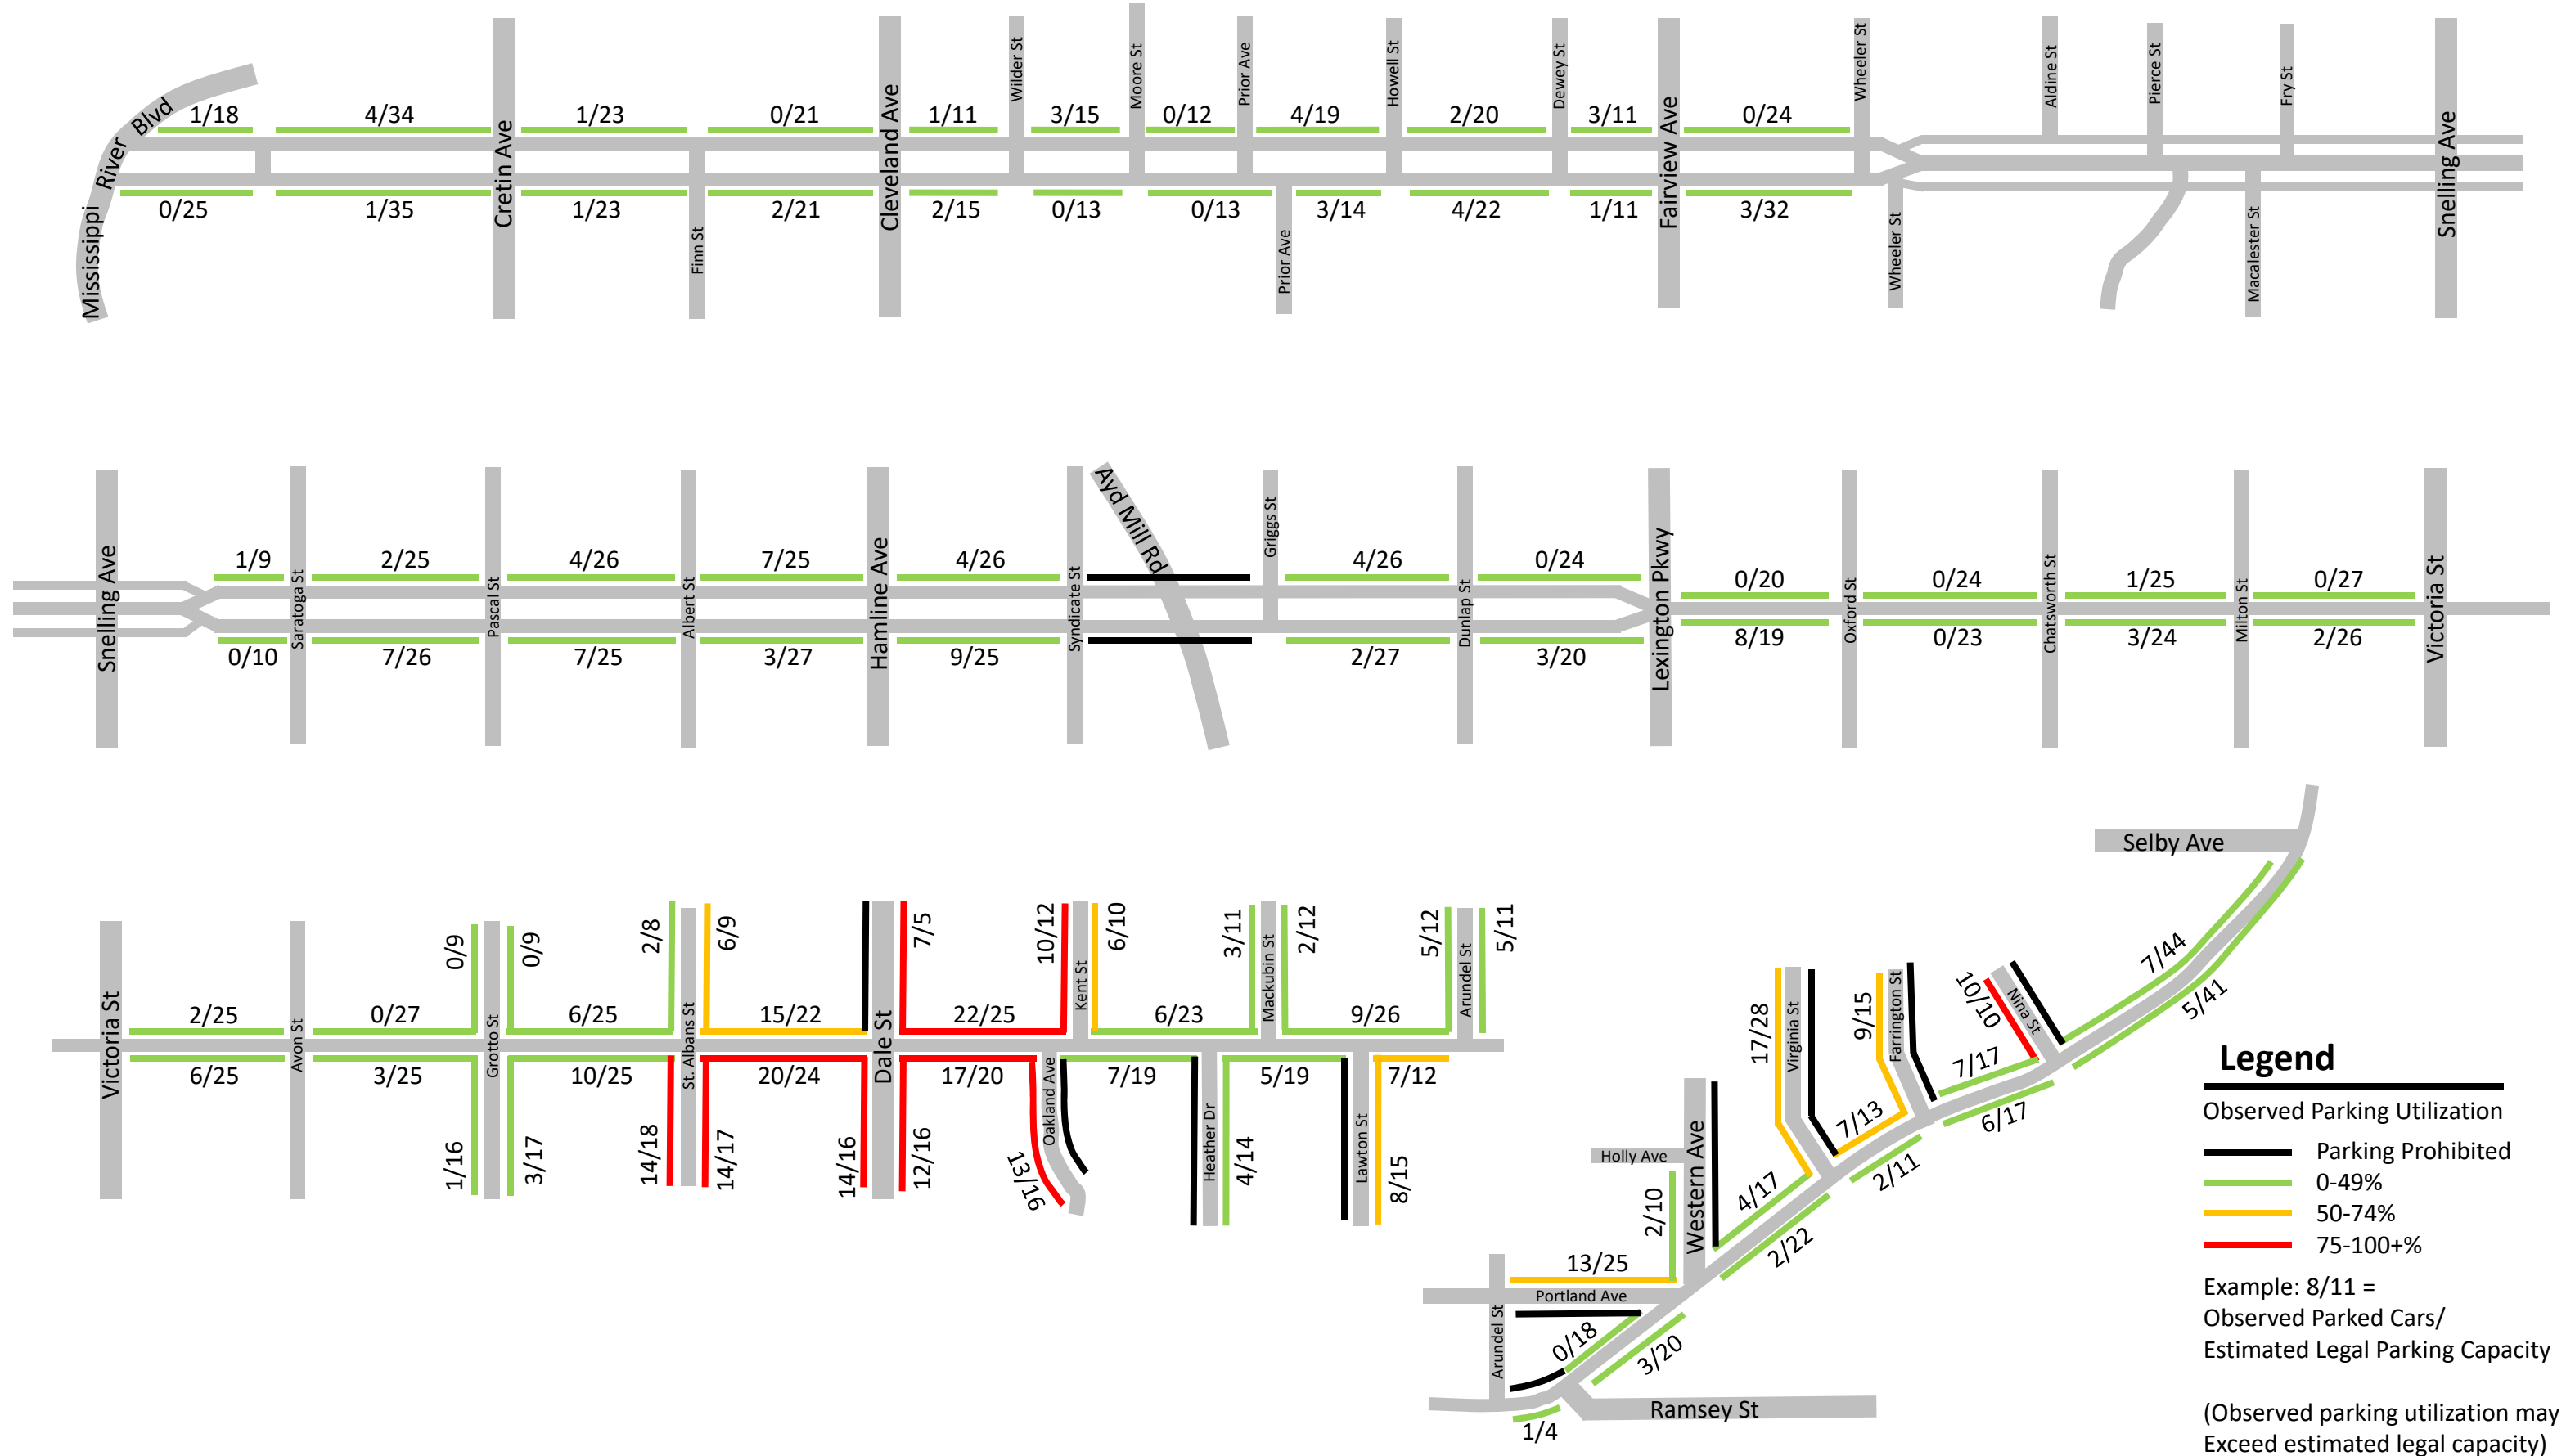 Mississippi River Blvd
1/18
4/34
Cretin Ave
1/23
0/21
Cleveland Ave
1/11
Wilder St
3/15
Moore St
0/12
Prior Ave
4/19
Howell St
2/20
Dewey St
3/11
Fairview Ave
0/24
Wheeler St
Aldine St
Pierce St
Fry St
Snelling Ave
0/25
1/35
1/23
Finn St
2/21
2/15
0/13
0/13
Prior Ave
3/14
4/22
1/11
3/32
Wheeler St
Macalester St
Snelling Ave
1/9
Saratoga St
2/25
Pascal St
4/26
Albert St
7/25
Hamline Ave
4/26
Syndicate St
Ayd Mill Rd
Griggs St
4/26
Dunlap St
0/24
Lexington Pkwy
0/20
Oxford St
0/24
Chatsworth St
1/25
Milton St
0/27
Victoria St
0/10
7/26
7/25
3/27
9/25
2/27
3/20
8/19
0/23
3/24
2/26
Victoria St
2/25
Avon St
0/27
0/9
Grotto St
0/9
6/25
2/8
St. Albans St
6/9
15/22
Dale St
7/5
22/25
10/12
Kent St
6/10
6/23
3/11
Mackubin St
2/12
9/26
5/12
Arundel St
5/11
6/25
3/25
1/16
3/17
10/25
14/18
14/17
20/24
14/16
12/16
17/20
13/16
Oakland Ave
7/19
Heather Dr
4/14
5/19
Lawton St
7/12
8/15
Selby Ave
7/44
5/41
10/10
Nina St
7/17
6/17
9/15
Farrington St
7/13
2/11
17/28
Virginia St
4/17
2/22
Western Ave
Holly Ave
2/10
13/25
Portland Ave
Arundel St
0/18
3/20
Ramsey St
1/4
Legend
Observed Parking Utilization
Parking Prohibited
0-49%
50-74%
75-100+%
Example: 8/11 =
Observed Parked Cars/
Estimated Legal Parking Capacity
(Observed parking utilization may
Exceed estimated legal capacity)